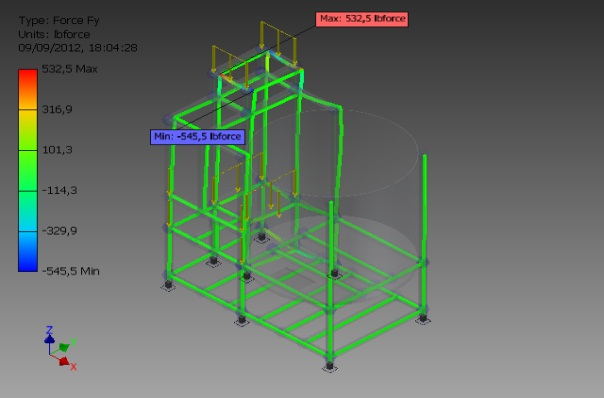 Type: Force Fy
Units: lbforce
09/09/2012, 18:04:28
532,5 Max
316,9
101,3
-114,3
-329,9
-545,5 Min
Max: 532,5 lbforce
Min: -545,5 lbforce
Z
X